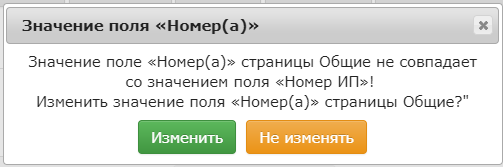 Значение поля «Номер(а)»
Значение поле «Номер(а)» страницы Общие не совпадает
со значением поля «Номер ИП»!
Изменить значение поля «Номер(а)» страницы Общие?"
Изменить
Не изменять